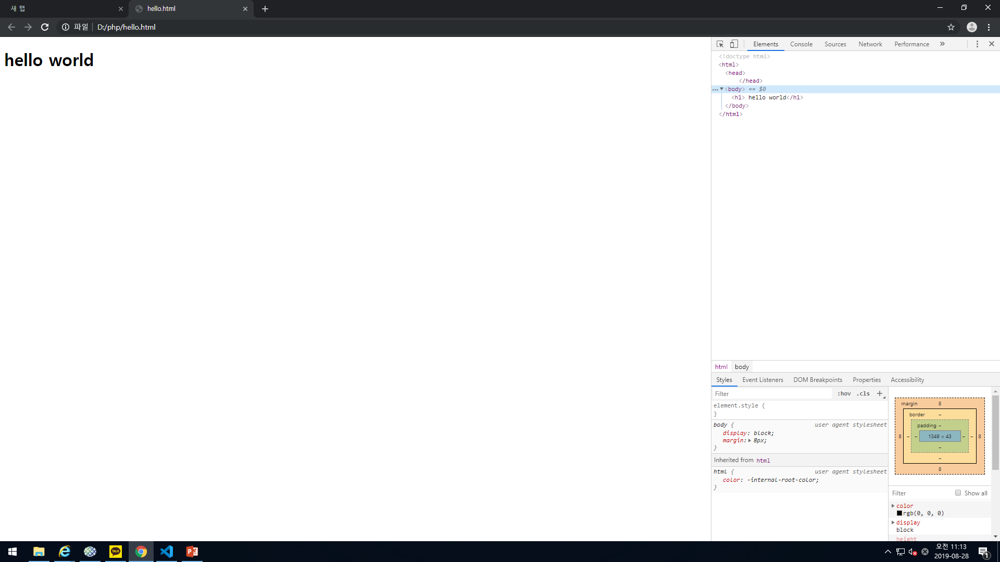 새 탭
hello.html
파일 D:/php/hello.html
hello world
Elements Console Sources Network Performance
<!doctype html>
<html>
<head>
</head>
<body> == $0
<h1> hello world</h1>
</body>
</html>
html body
Styles Event Listeners DOM Breakpoints Properties Accessibility
Filter :hov .cls
element.style {
}
body { user agent stylesheet
display: block;
margin: 8px;
}
Inherited from html
html { user agent stylesheet
color: -internal-root-color;
}
margin 8
border –
padding –
8 – – 1349 × 43 – – 8
–
–
8
Filter Show all
color
rgb(0, 0, 0)
display
block
height
TALK
오전 11:13
2019-08-28
1